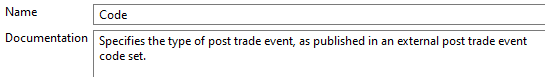 Name Code
Documentation Specifies the type of post trade event, as published in an external post trade event
code set.